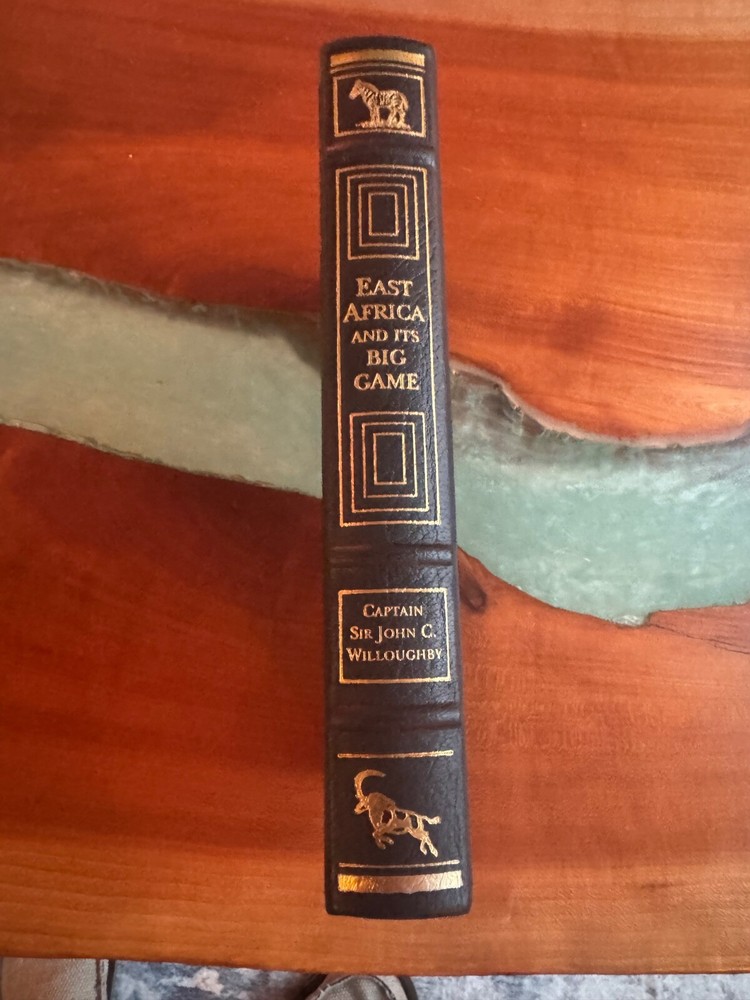 EAST
AFRICA
AND ITS
BIG
GAME
CAPTAIN
SIR JOHN C.
WILLOUGHBY